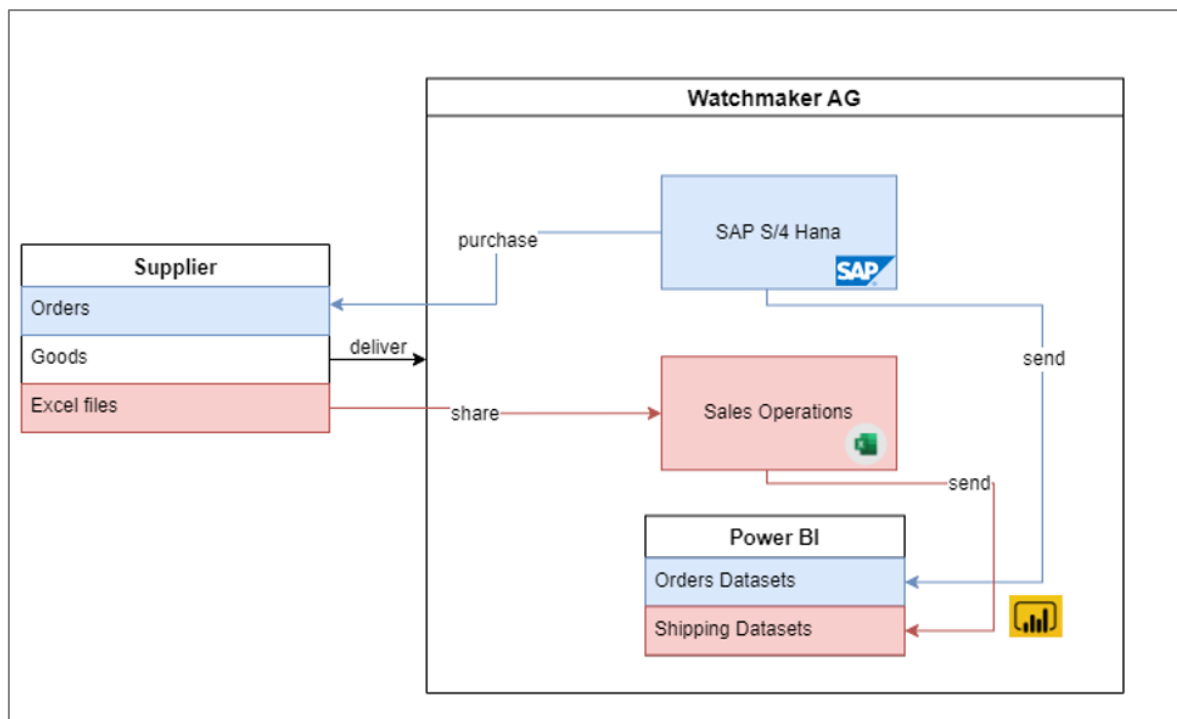 Watchmaker AG
SAP S/4 Hana
SAP
purchase
Supplier
Orders
Goods
deliver
Excel files
share
send
Sales Operations
send
Power BI
Orders Datasets
Shipping Datasets